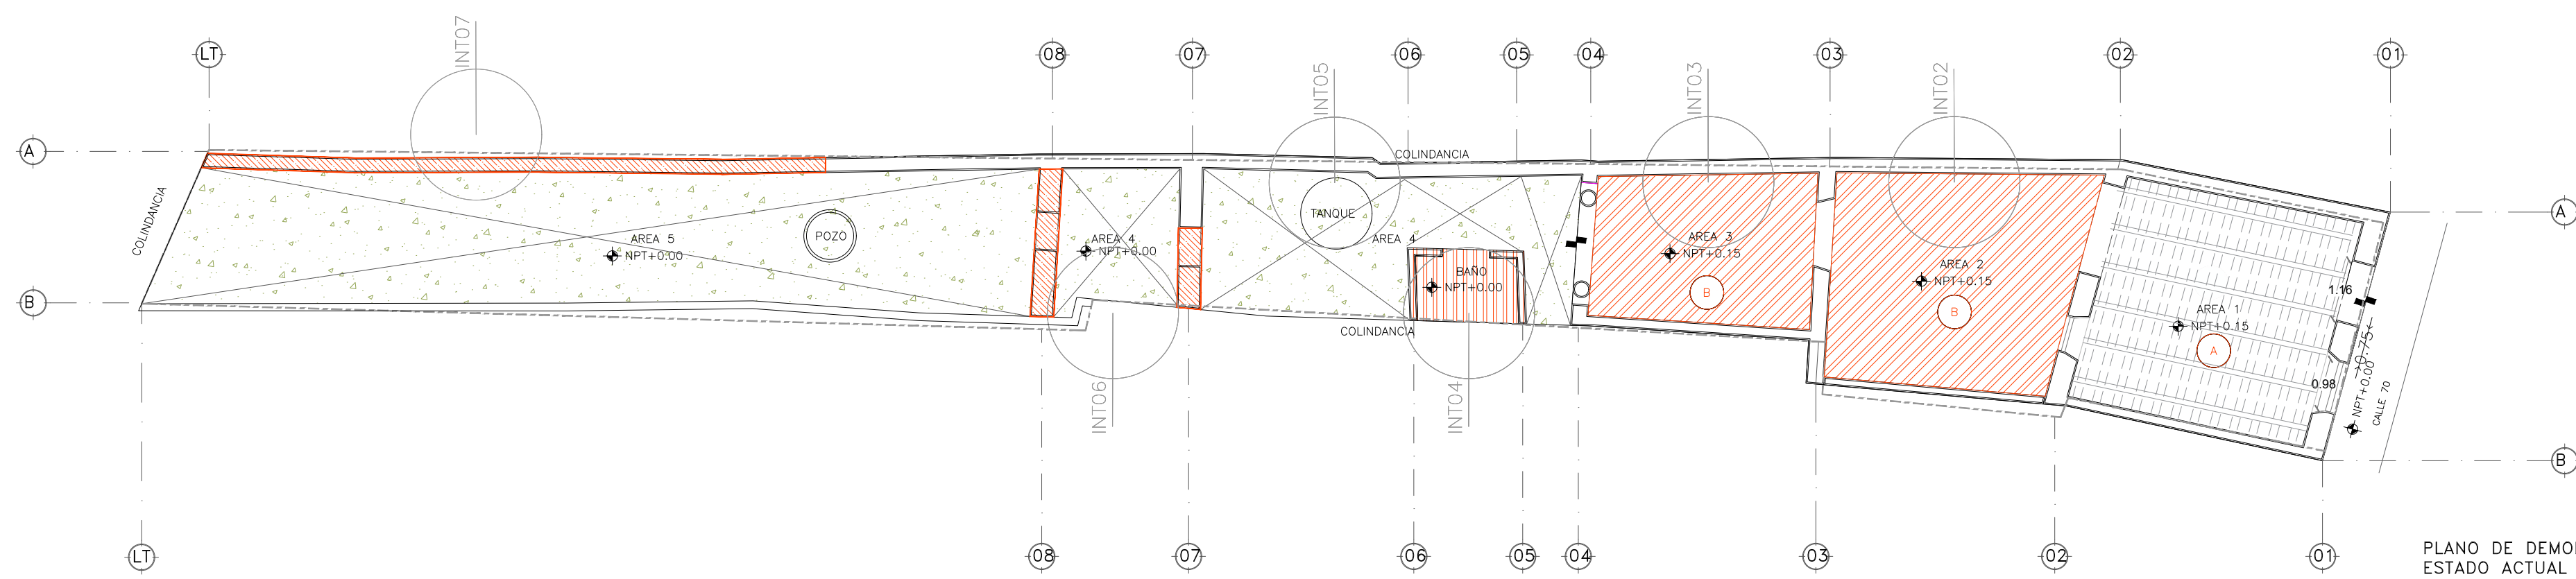 INT07
LT
08
07
INT05
06
05
04
INT03
03
INT02
02
01
A
COLINDANCIA
COLINDANCIA
A
TANQUE
POZO
AREA 5
NPT+0.00
AREA 4
NPT+0.00
AREA 4
BAÑO
NPT+0.00
AREA 3
NPT+0.15
B
AREA 2
NPT+0.15
B
AREA 1
NPT+0.15
A
1.16
0.75
0.98
NPT+0.00
CALLE 70
B
COLINDANCIA
INT06
INT04
B
LT
08
07
06
05
04
03
02
01
ESTADO ACTUAL
PLANO DE